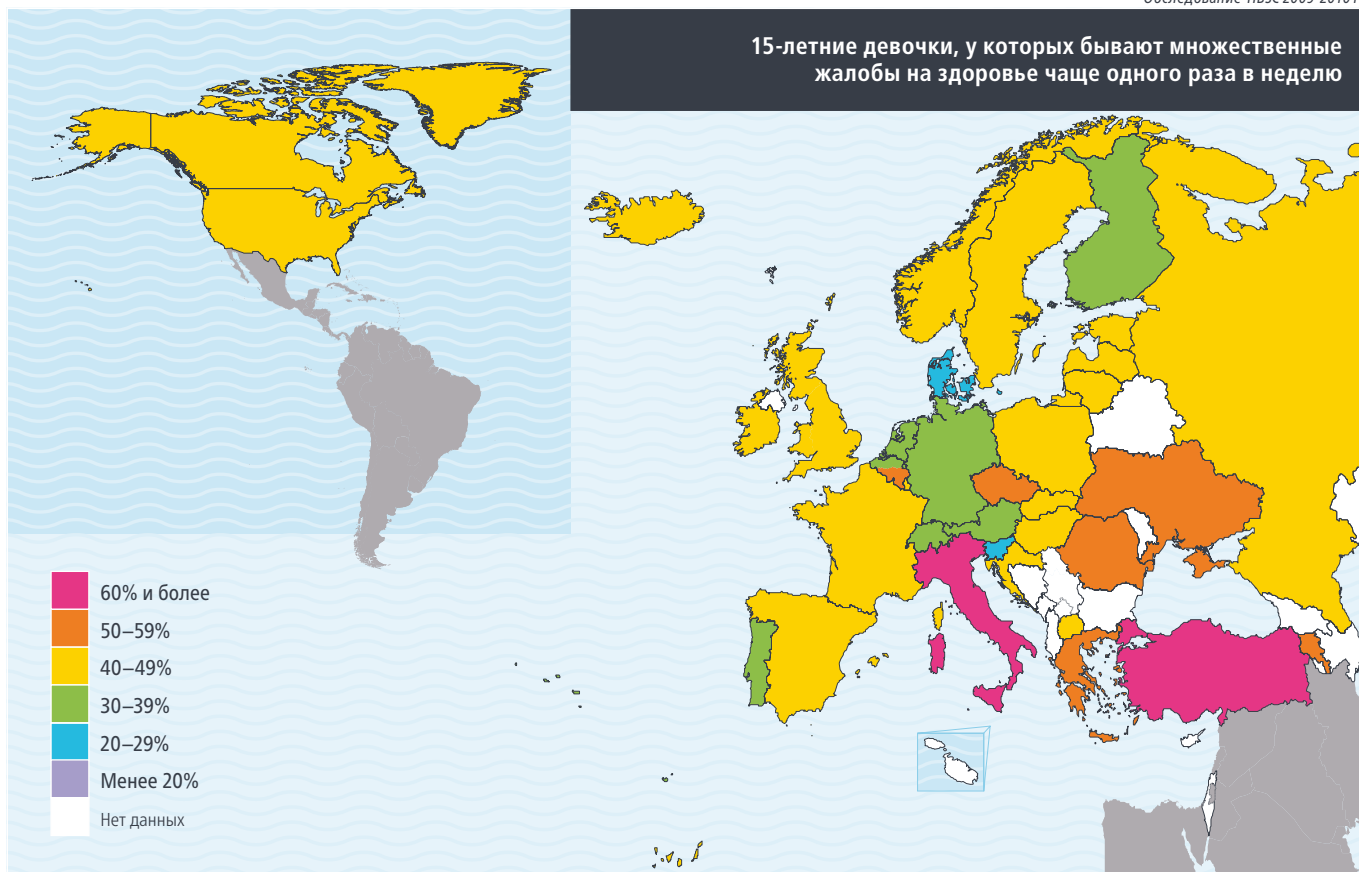 15-летние девочки, у которых бывают множественные
жалобы на здоровье чаще одного раза в неделю
60% и более
50–59%
40–49%
30–39%
20–29%
Менее 20%
Нет данных